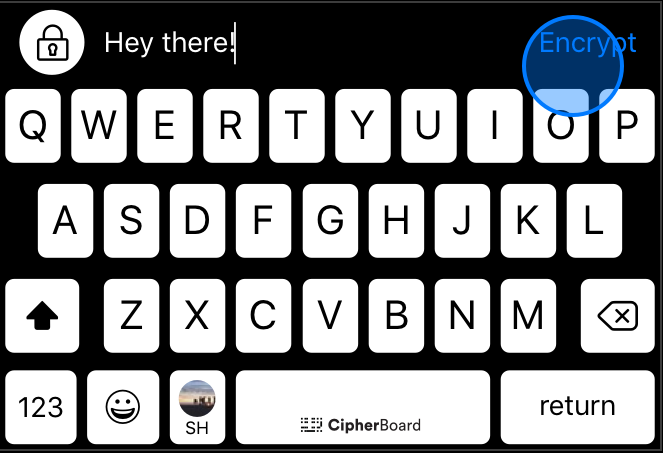 Hey there! Encrypt
Q W E R T Y U I O P
A S D F G H J K L
Z X C V B N M
123 SH CipherBoard return